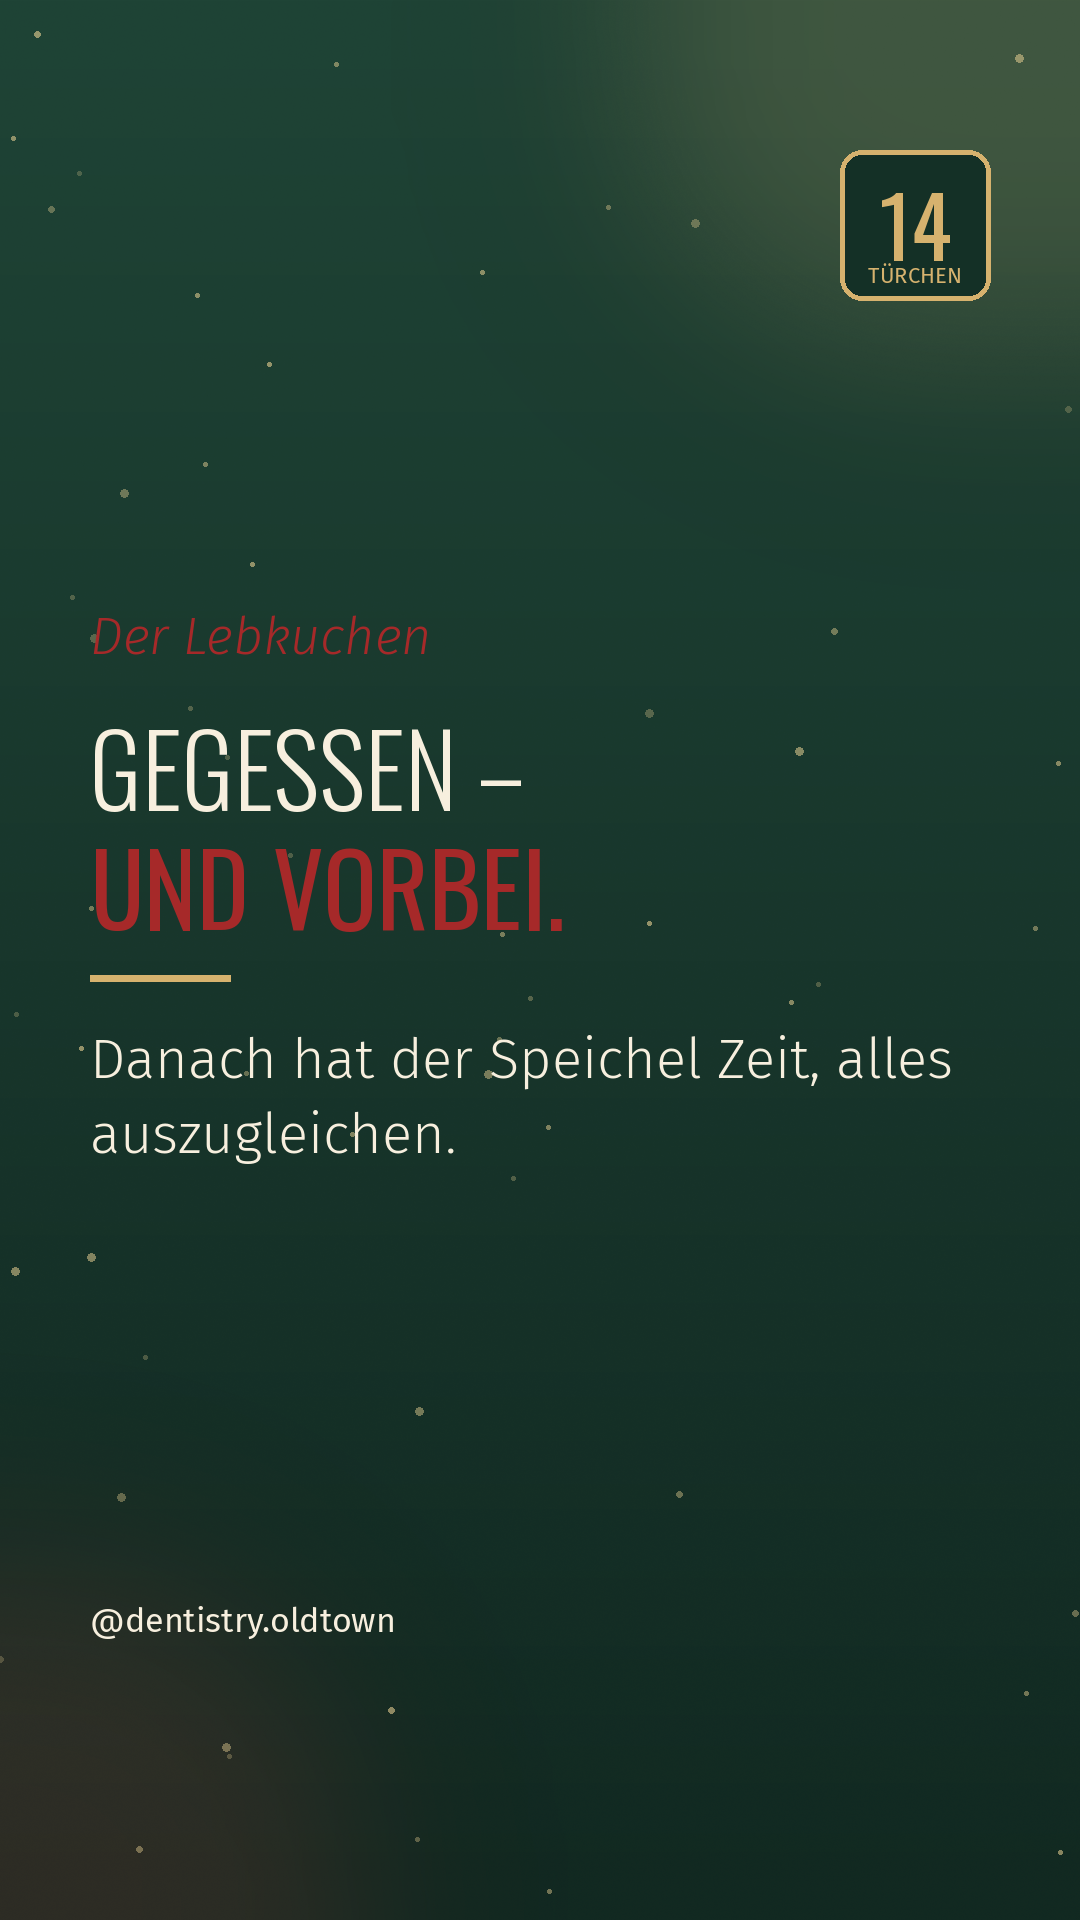 14
TÜRCHEN
Der Lebkuchen
GEGESSEN –
UND VORBEI.
Danach hat der Speichel Zeit, alles
auszugleichen.
@dentistry.oldtown